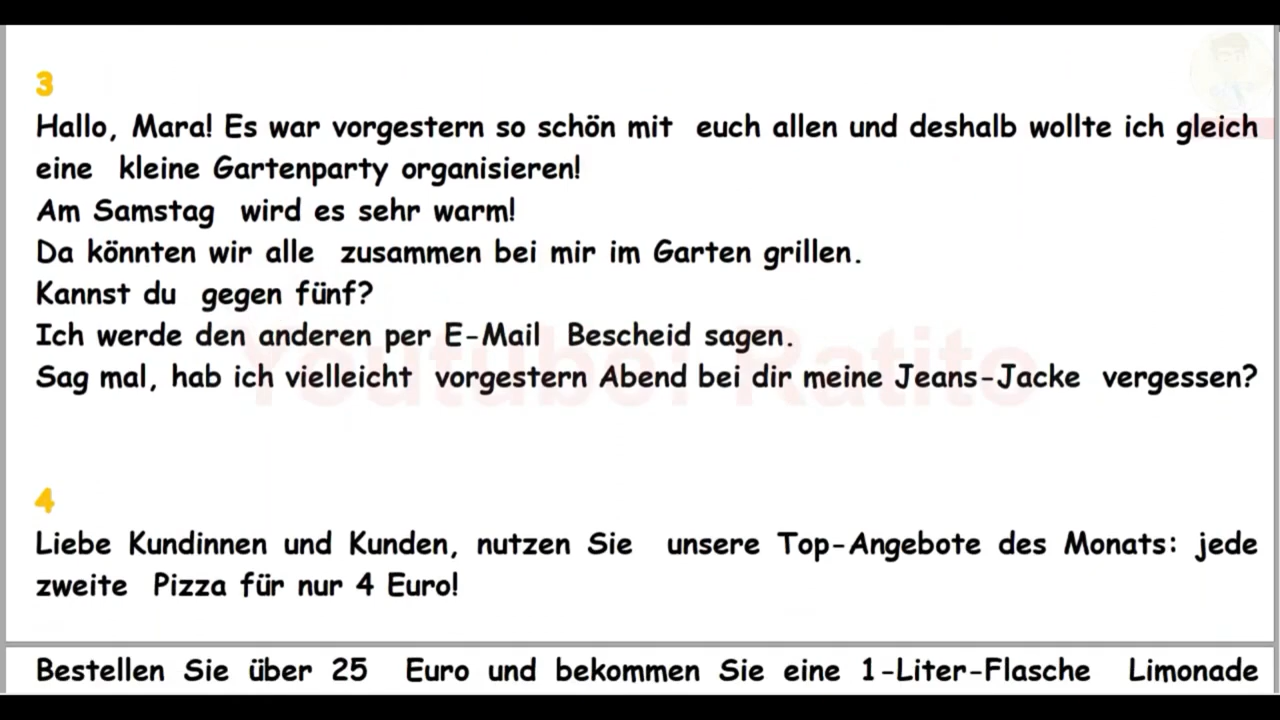 3
Hallo, Mara! Es war vorgestern so schön mit euch allen und deshalb wollte ich gleich
eine kleine Gartenparty organisieren!
Am Samstag wird es sehr warm!
Da könnten wir alle zusammen bei mir im Garten grillen.
Kannst du gegen fünf?
Ich werde den anderen per E-Mail Bescheid sagen.
Sag mal, hab ich vielleicht vorgestern Abend bei dir meine Jeans-Jacke vergessen?
Youtube: Ratito
4
Liebe Kundinnen und Kunden, nutzen Sie unsere Top-Angebote des Monats: jede
zweite Pizza für nur 4 Euro!
Bestellen Sie über 25 Euro und bekommen Sie eine 1-Liter-Flasche Limonade